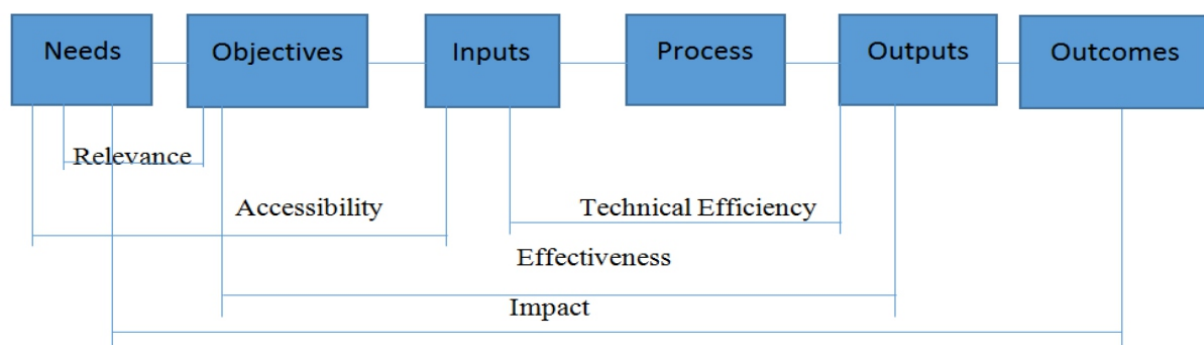 Needs Objectives Inputs Process Outputs Outcomes
Relevance
Accessibility Technical Efficiency
Effectiveness
Impact